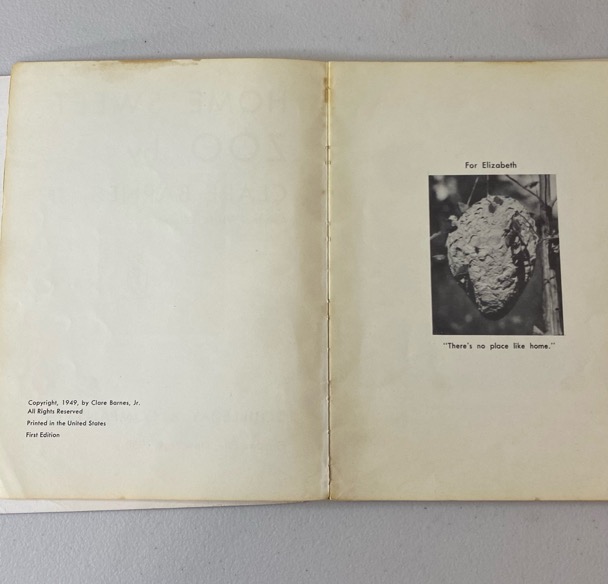 Copyright, 1949, by Clare Barnes, Jr.
All Rights Reserved
Printed in the United States
First Edition
For Elizabeth
"There's no place like home."